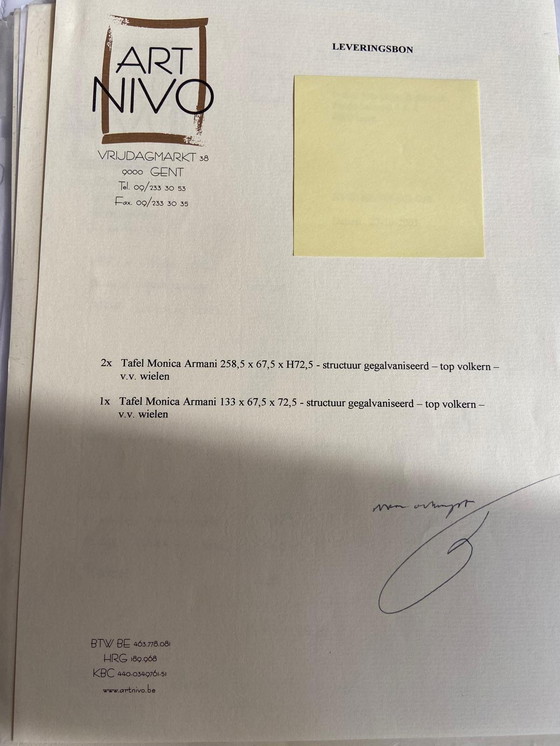 ART
NIVO
VRIJDAGMARKT 38
9000 GENT
Tel. 09/233 30 53
Fax. 09/233 30 35
LEVERINGSBON
2x Tafel Monica Armani 258,5 x 67,5 x H72,5 - structuur gegalvaniseerd – top volkern –
v.v. wielen
1x Tafel Monica Armani 133 x 67,5 x 72,5 - structuur gegalvaniseerd – top volkern –
v.v. wielen
BTW BE 463.778.081
HRG 189.968
KBC 440-0349761-51
www.artnivo.be